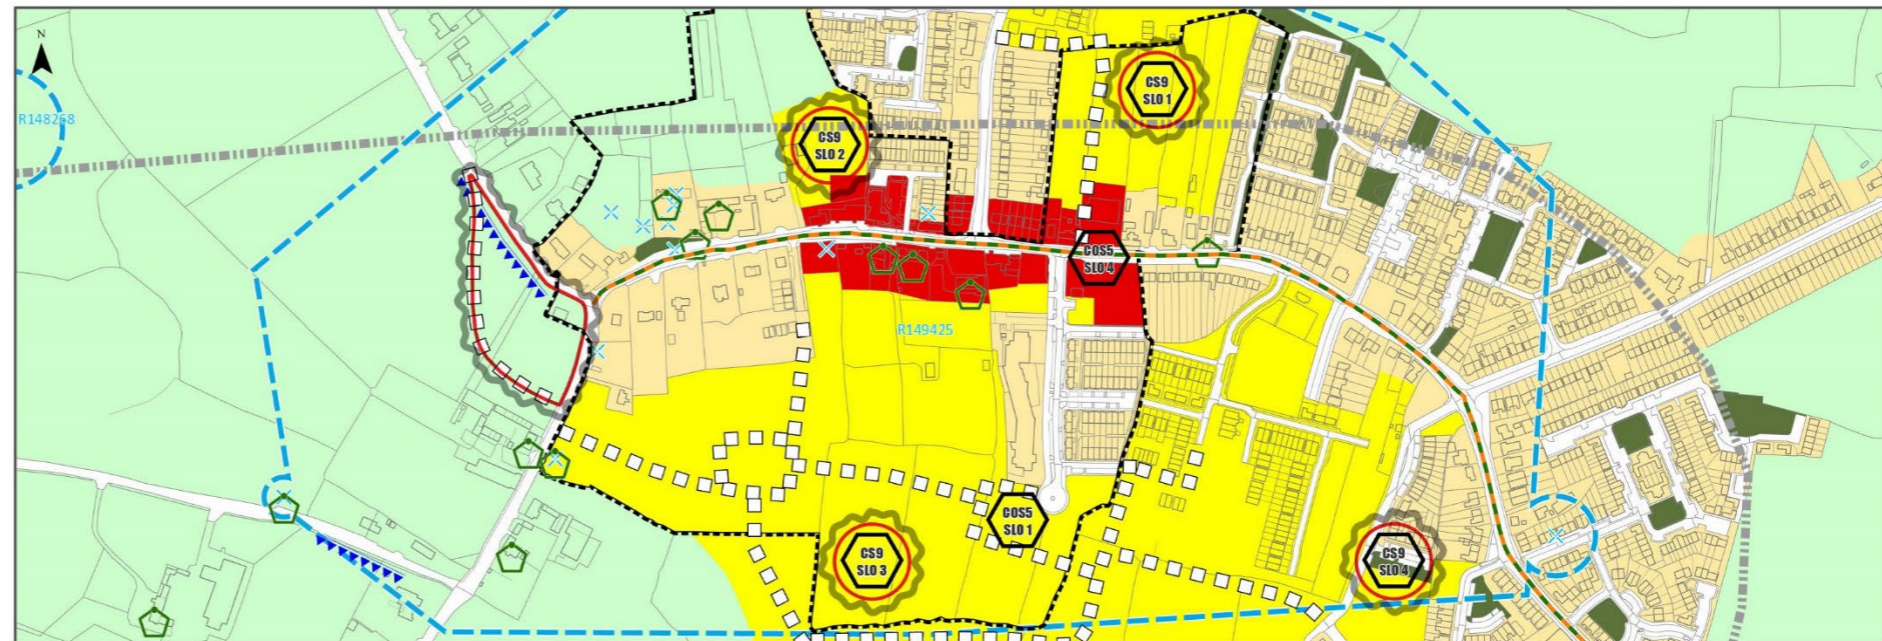 N
CS9
SLO 1
R148268
CS9
SLO 2
COS5
SLO 4
R149425
COS5
SLO 1
CS9
SLO 3
CS9
SLO 4